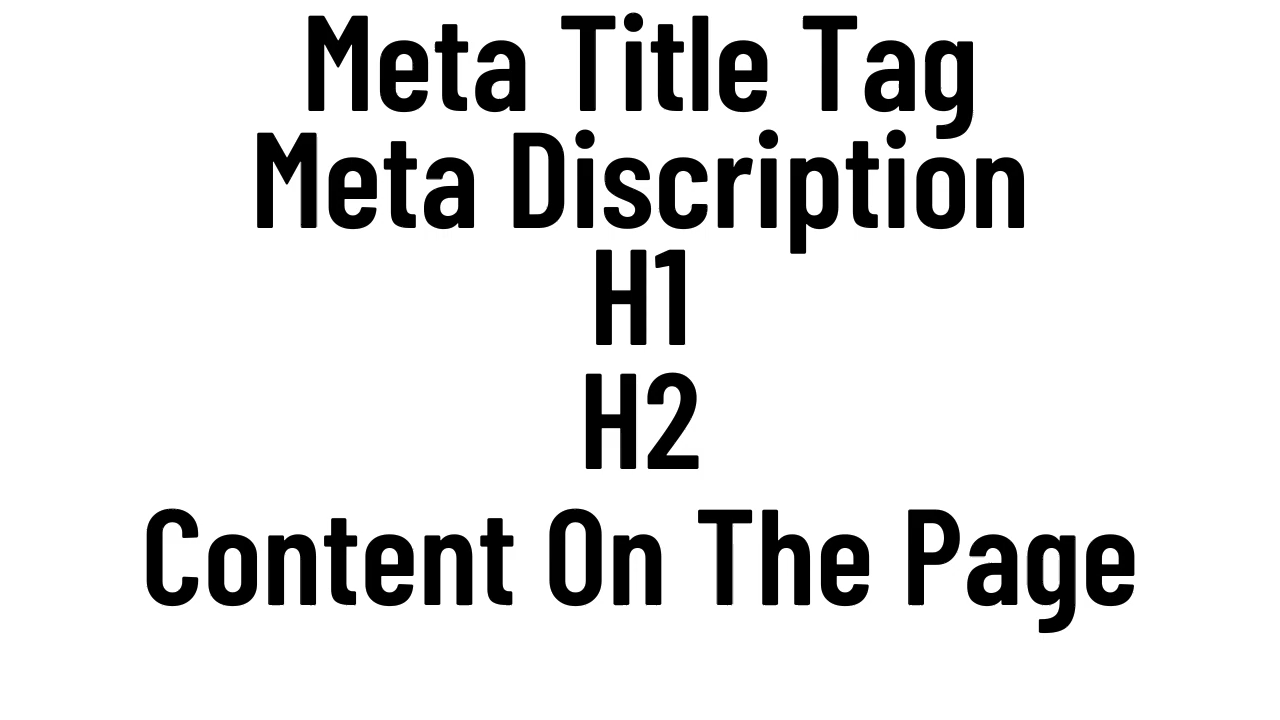 Meta Title Tag
Meta Discription
H1
H2
Content On The Page